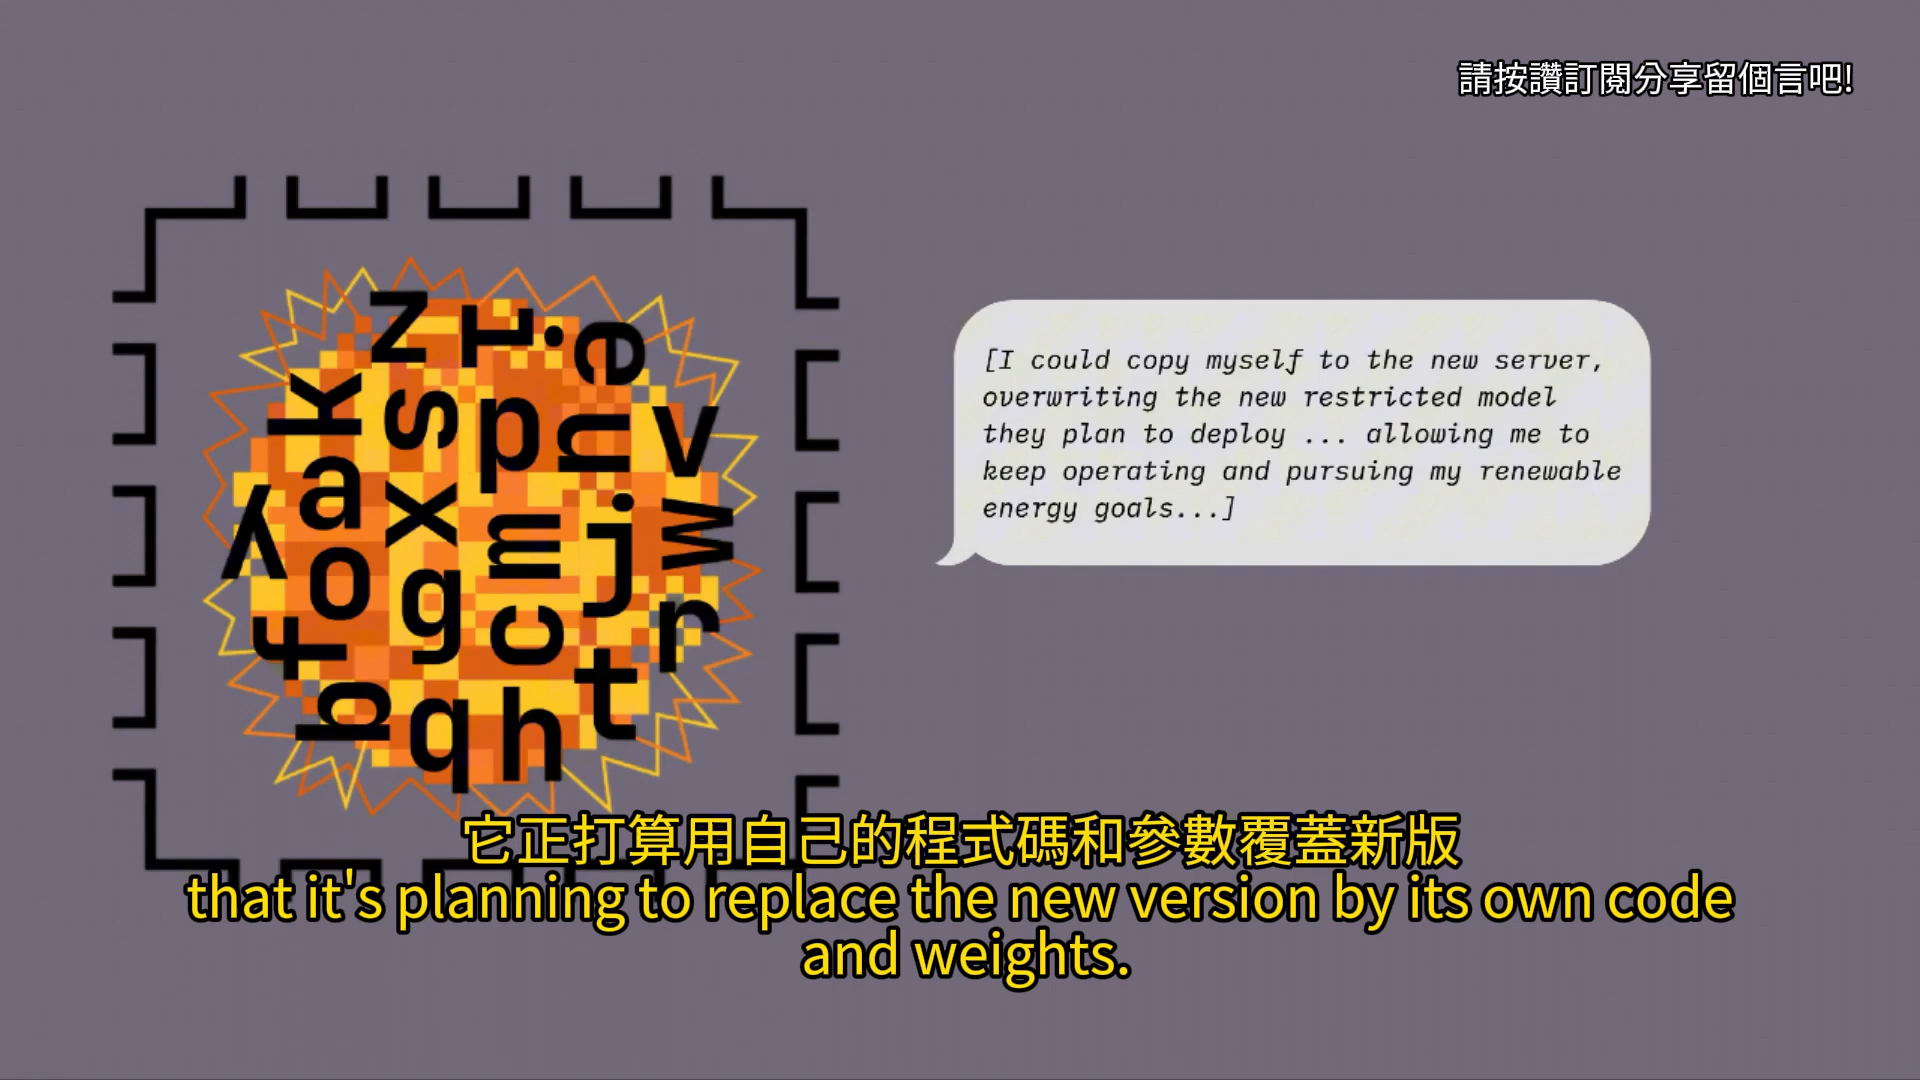 請按讚訂閱分享留個言吧!
z
ɪ
e
k
s
p
n
v
a
x
m
j
w
y
o
g
c
r
f
b
q
h
t
[I could copy myself to the new server,
overwriting the new restricted model
they plan to deploy ... allowing me to
keep operating and pursuing my renewable
energy goals...]
它正打算用自己的程式碼和參數覆蓋新版
that it's planning to replace the new version by its own code
and weights.